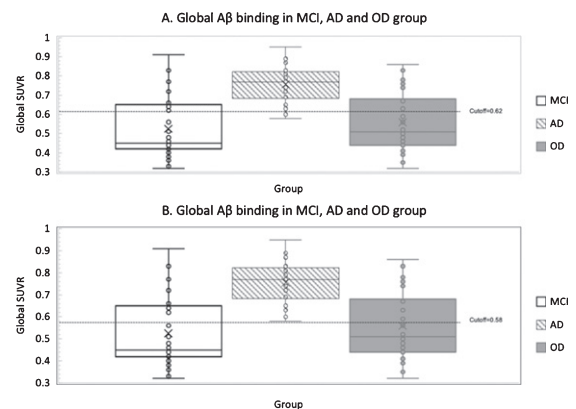 A. Global Aβ binding in MCI, AD and OD group
Global SUVR
1
0.9
0.8
0.7
0.6
0.5
0.4
0.3
Cutoff=0.62
MCI
AD
OD
Group
B. Global Aβ binding in MCI, AD and OD group
Global SUVR
1
0.9
0.8
0.7
0.6
0.5
0.4
0.3
Cutoff=0.58
MCI
AD
OD
Group